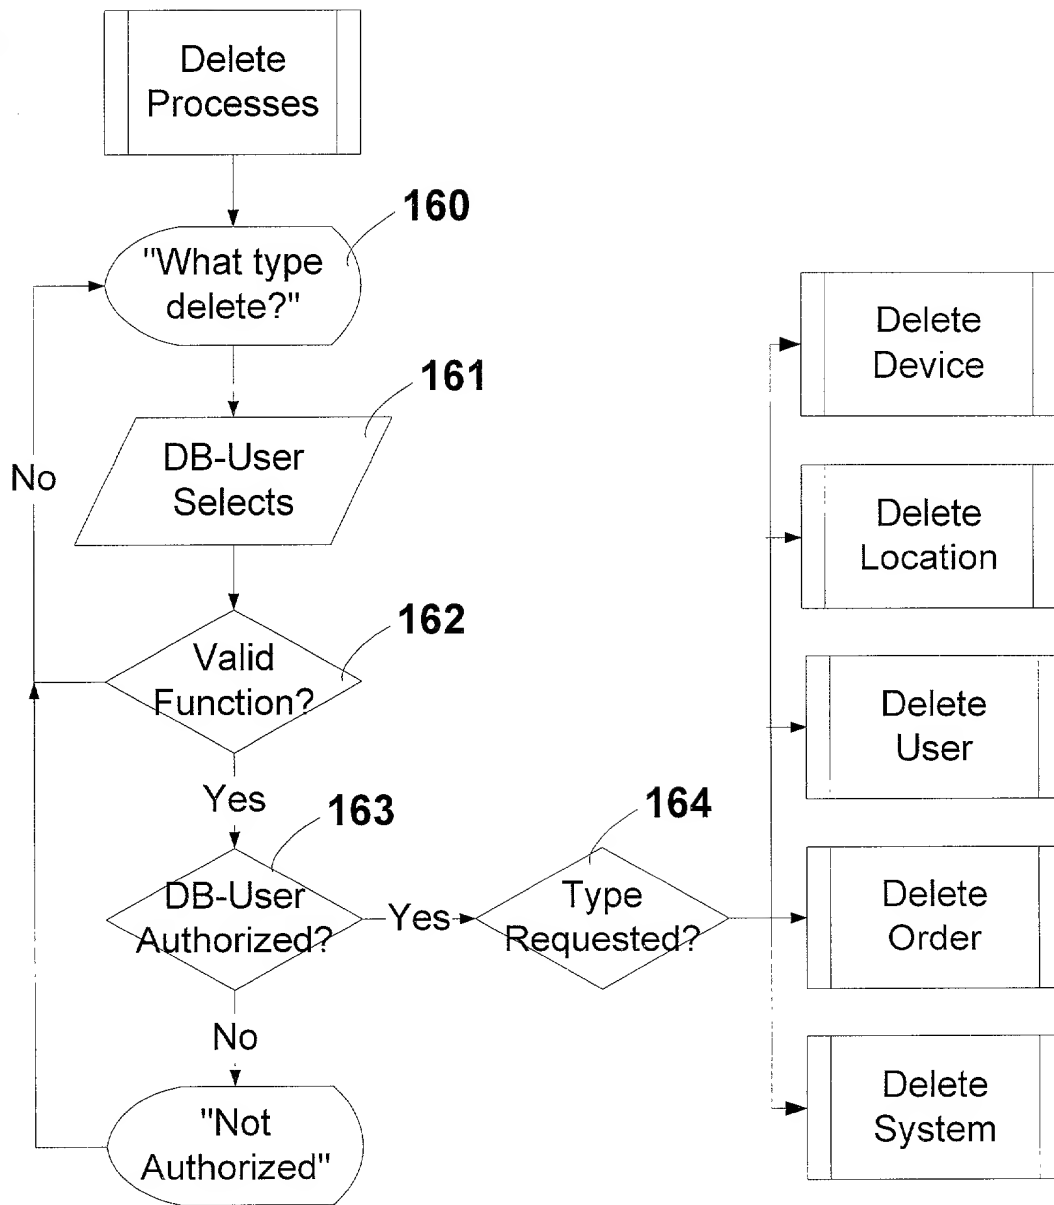 Delete
Processes
160
"What type
delete?"
161
DB-User
Selects
No
162
Valid
Function?
Yes
163
DB-User
Authorized?
Yes
164
Type
Requested?
No
"Not
Authorized"
Delete
Device
Delete
Location
Delete
User
Delete
Order
Delete
System